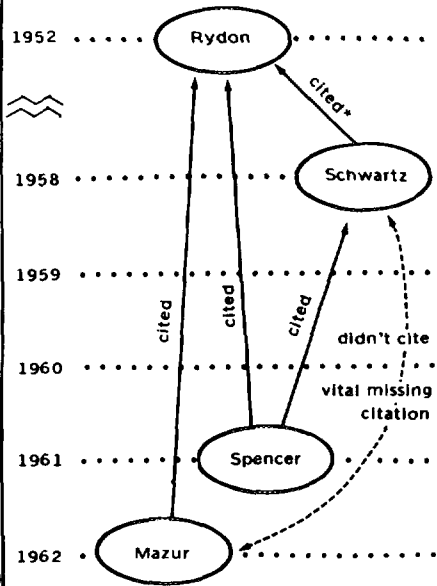 1952
Rydon
cited*
1958
Schwartz
1959
cited
cited
cited
didn't cite
1960
vital missing
citation
1961
Spencer
1962
Mazur